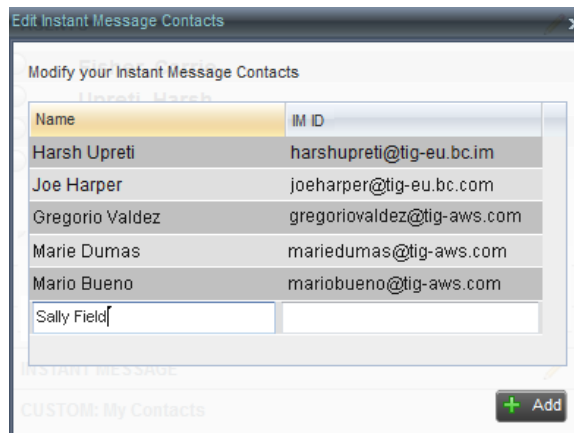 Edit Instant Message Contacts
Modify your Instant Message Contacts
Upreti, Harsh
Name IM ID
Harsh Upreti harshupreti@tig-eu.bc.im
Joe Harper joeharper@tig-eu.bc.com
Gregorio Valdez gregoriovaldez@tig-aws.com
Marie Dumas mariedumas@tig-aws.com
Mario Bueno mariobueno@tig-aws.com
Sally Field
INSTANT MESSAGE
CUSTOM: My Contacts
+ Add